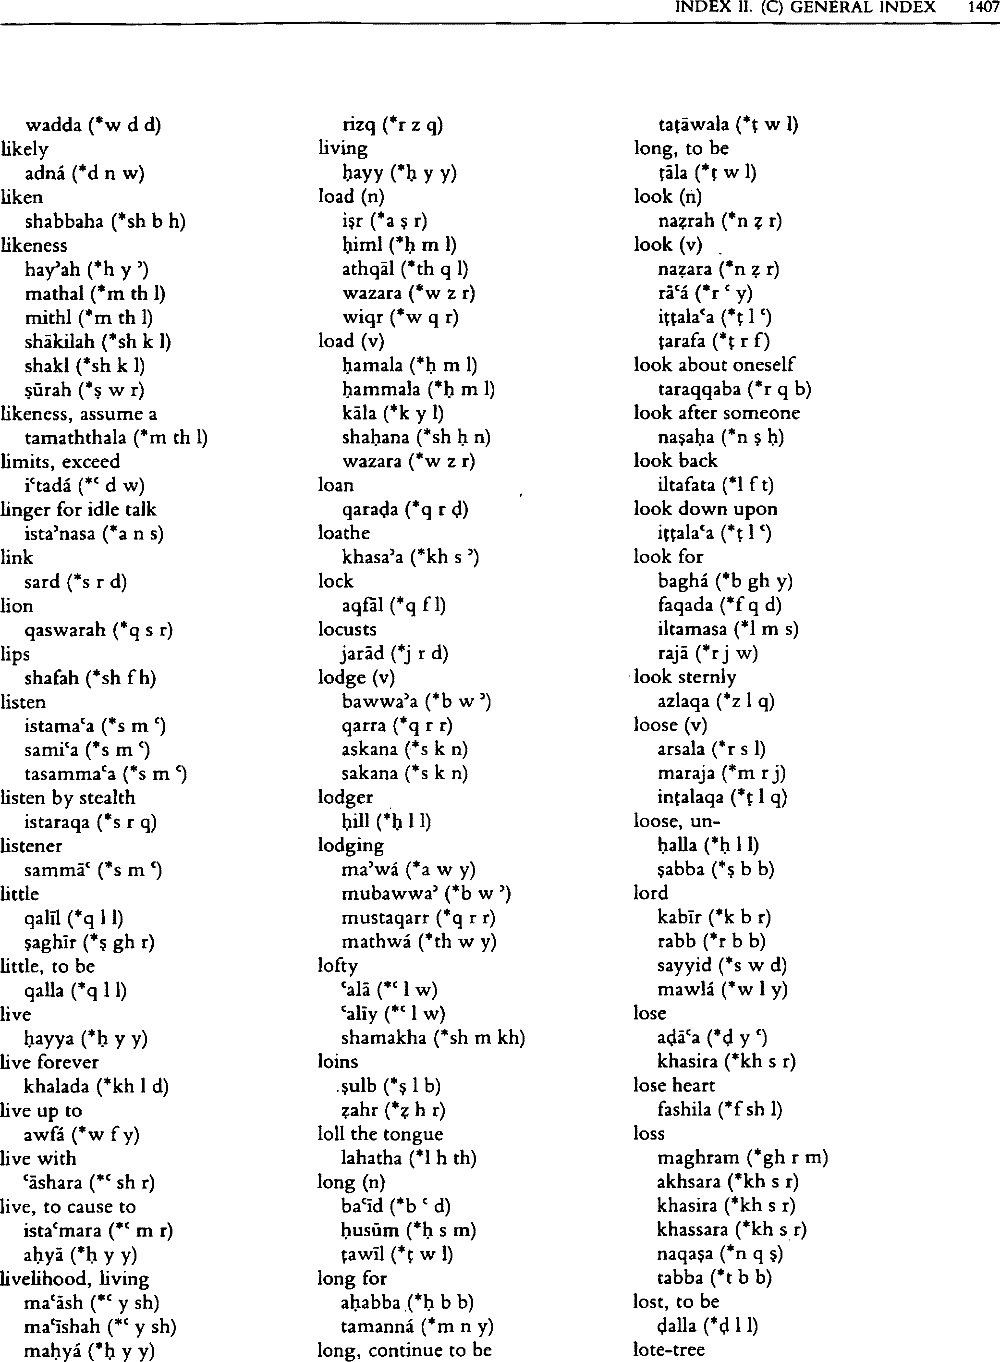 INDEX II. (C) GENERAL INDEX 1407
wadda (*w d d)
likely
adná (*d n w)
liken
shabbaha (*sh b h)
likeness
hayʾah (*h y ʾ)
mathal (*m th l)
mithl (*m th l)
shākilah (*sh k l)
shakl (*sh k l)
ṣūrah (*ṣ w r)
likeness, assume a
tamaththala (*m th l)
limits, exceed
iʿtadá (*ʿ d w)
linger for idle talk
istaʾnasa (*a n s)
link
sard (*s r d)
lion
qaswarah (*q s r)
lips
shafah (*sh f h)
listen
istamaʿa (*s m ʿ)
samiʿa (*s m ʿ)
tasammaʿa (*s m ʿ)
listen by stealth
istaraqa (*s r q)
listener
sammāʿ (*s m ʿ)
little
qalīl (*q l l)
ṣaghīr (*ṣ gh r)
little, to be
qalla (*q l l)
live
ḥayya (*ḥ y y)
live forever
khalada (*kh l d)
live up to
awfá (*w f y)
live with
ʿāshara (*ʿ sh r)
live, to cause to
istaʿmara (*ʿ m r)
aḥyā (*ḥ y y)
livelihood, living
maʿāsh (*ʿ y sh)
maʿīshah (*ʿ y sh)
maḥyá (*ḥ y y)
rizq (*r z q)
living
ḥayy (*ḥ y y)
load (n)
iṣr (*a ṣ r)
ḥiml (*ḥ m l)
athqāl (*th q l)
wazara (*w z r)
wiqr (*w q r)
load (v)
ḥamala (*ḥ m l)
ḥammala (*ḥ m l)
kāla (*k y l)
shaḥana (*sh ḥ n)
wazara (*w z r)
loan
qaraḍa (*q r ḍ)
loathe
khasaʾa (*kh s ʾ)
lock
aqfāl (*q f l)
locusts
jarād (*j r d)
lodge (v)
bawwaʾa (*b w ʾ)
qarra (*q r r)
askana (*s k n)
sakana (*s k n)
lodger
ḥill (*ḥ l l)
lodging
maʾwá (*a w y)
mubawwaʾ (*b w ʾ)
mustaqarr (*q r r)
mathwá (*th w y)
lofty
ʿalā (*ʿ l w)
ʿalīy (*ʿ l w)
shamakha (*sh m kh)
loins
ṣulb (*ṣ l b)
ẓahr (*ẓ h r)
loll the tongue
lahatha (*l h th)
long (n)
baʿīd (*b ʿ d)
ḥusūm (*ḥ s m)
ṭawīl (*ṭ w l)
long for
aḥabba (*ḥ b b)
tamanná (*m n y)
long, continue to be
taṭāwala (*ṭ w l)
long, to be
ṭāla (*ṭ w l)
look (n)
naẓrah (*n ẓ r)
look (v)
naẓara (*n ẓ r)
rāʿá (*r ʿ y)
iṭṭalaʿa (*ṭ l ʿ)
ṭarafa (*ṭ r f)
look about oneself
taraqqaba (*r q b)
look after someone
naṣaḥa (*n ṣ ḥ)
look back
iltafata (*l f t)
look down upon
iṭṭalaʿa (*ṭ l ʿ)
look for
baghá (*b gh y)
faqada (*f q d)
iltamasa (*l m s)
rajā (*r j w)
look sternly
azlaqa (*z l q)
loose (v)
arsala (*r s l)
maraja (*m r j)
inṭalaqa (*ṭ l q)
loose, un-
ḥalla (*ḥ l l)
ṣabba (*ṣ b b)
lord
kabīr (*k b r)
rabb (*r b b)
sayyid (*s w d)
mawlá (*w l y)
lose
aḍāʿa (*ḍ y ʿ)
khasira (*kh s r)
lose heart
fashila (*f sh l)
loss
maghram (*gh r m)
akhsara (*kh s r)
khasira (*kh s r)
khassara (*kh s r)
naqaṣa (*n q ṣ)
tabba (*t b b)
lost, to be
ḍalla (*ḍ l l)
lote-tree